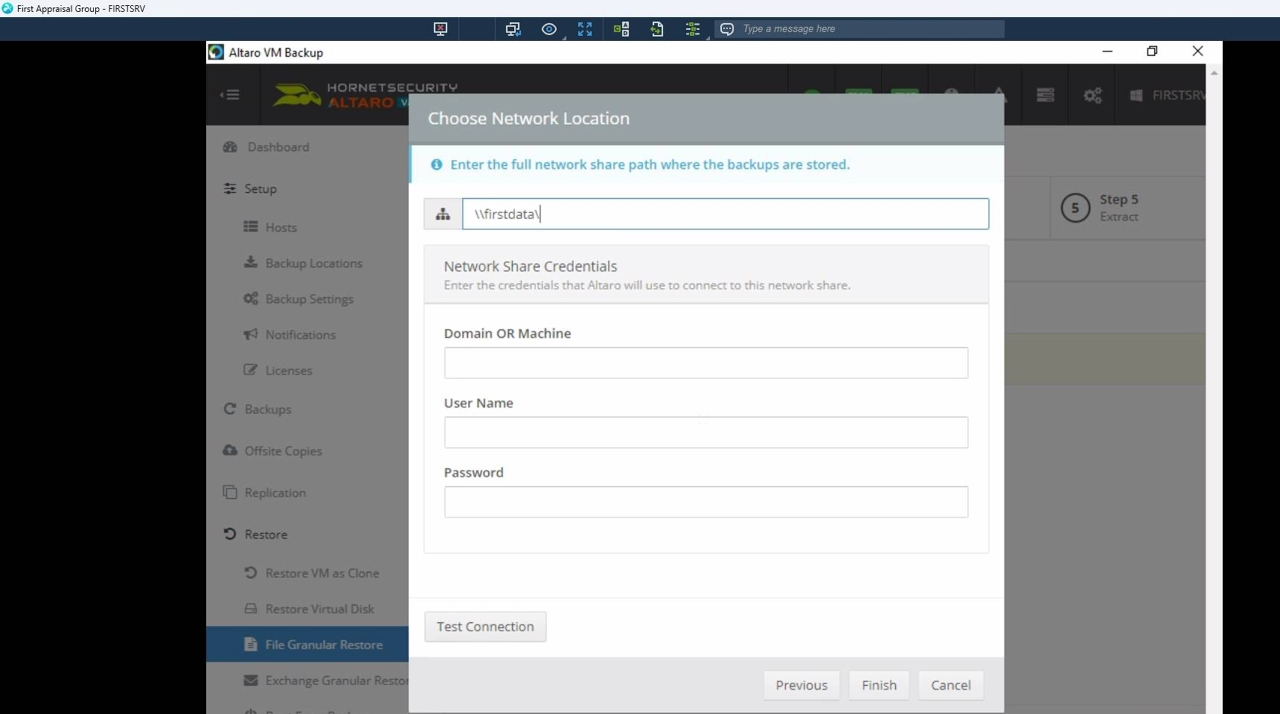 First Appraisal Group - FIRSTSRV
Type a message here
Altaro VM Backup
HORNETSECURITY
ALTARO
FIRSTSRV
Choose Network Location
Enter the full network share path where the backups are stored.
\\firstdata\
Network Share Credentials
Enter the credentials that Altaro will use to connect to this network share.
Domain OR Machine
User Name
Password
Test Connection
Previous
Finish
Cancel
Dashboard
Setup
Hosts
Backup Locations
Backup Settings
Notifications
Licenses
Backups
Offsite Copies
Replication
Restore
Restore VM as Clone
Restore Virtual Disk
File Granular Restore
Exchange Granular Restor
5
Step 5
Extract